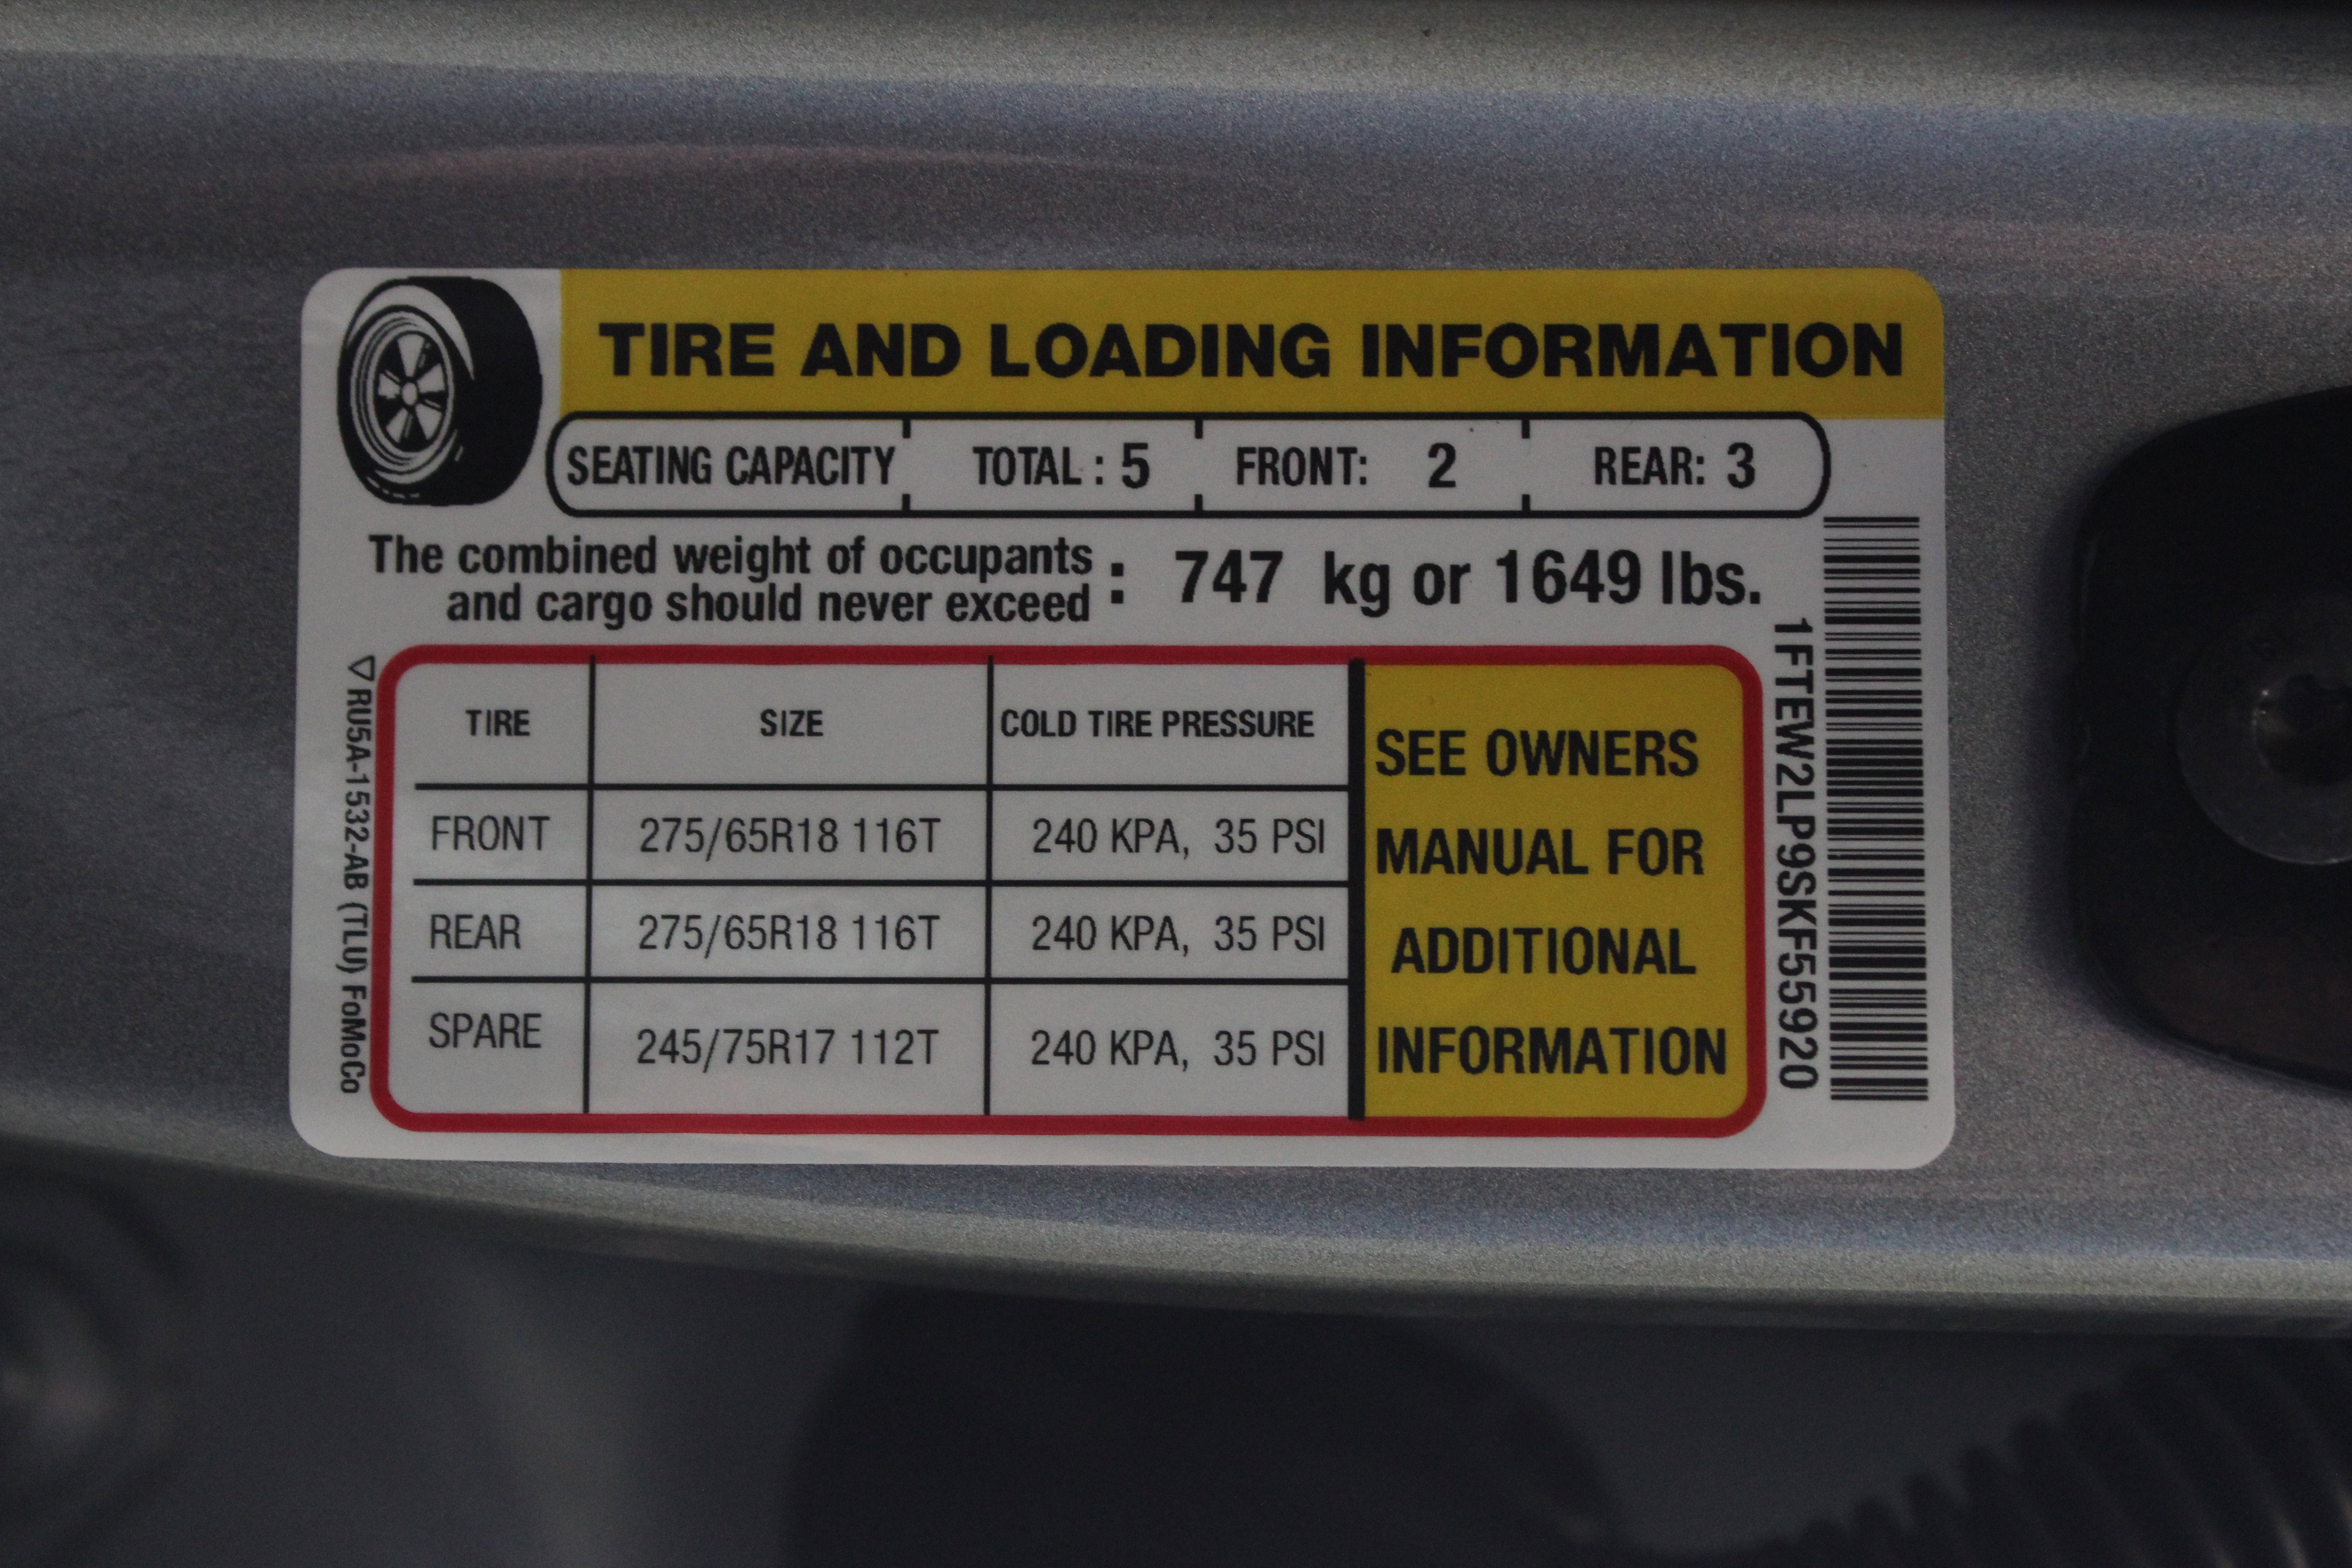 TIRE AND LOADING INFORMATION
SEATING CAPACITY TOTAL : 5 FRONT: 2 REAR: 3
The combined weight of occupants
and cargo should never exceed : 747 kg or 1649 lbs.
TIRE SIZE COLD TIRE PRESSURE
FRONT 275/65R18 116T 240 KPA, 35 PSI
REAR 275/65R18 116T 240 KPA, 35 PSI
SPARE 245/75R17 112T 240 KPA, 35 PSI
SEE OWNERS
MANUAL FOR
ADDITIONAL
INFORMATION
1FTEW2LP9SKF55920
RU5A-1532-AB (TLU) FoMoCo